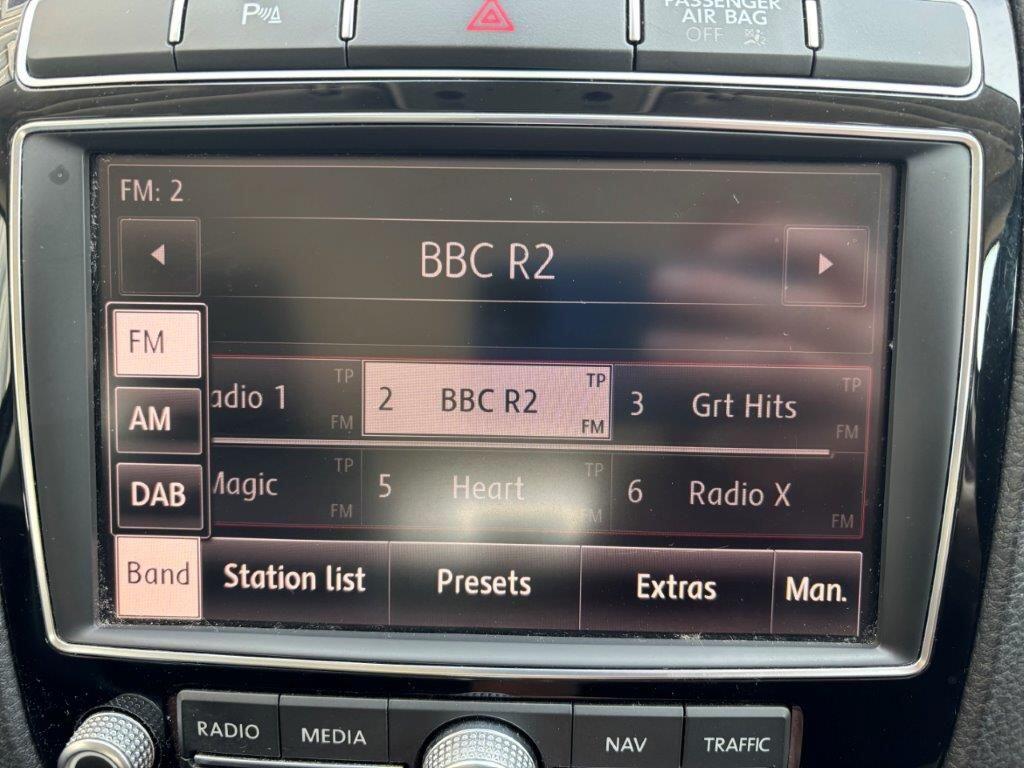 P
PASSENGER
AIR BAG
OFF
FM: 2
BBC R2
FM
AM
DAB
Band
adio 1 TP FM
2 BBC R2 TP FM
3 Grt Hits TP FM
Magic TP FM
5 Heart TP FM
6 Radio X FM
Station list
Presets
Extras
Man.
RADIO
MEDIA
NAV
TRAFFIC